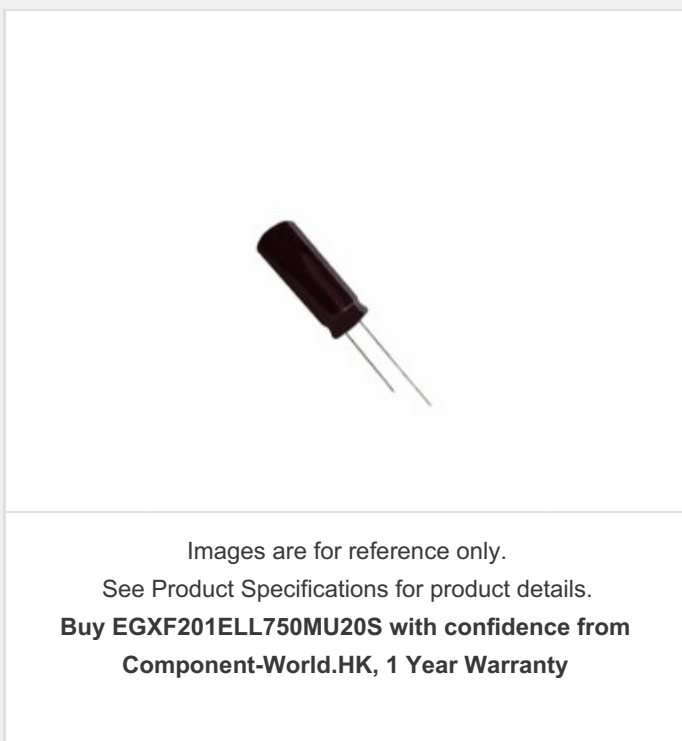 Images are for reference only.
See Product Specifications for product details.
Buy EGXF201ELL750MU20S with confidence from
Component-World.HK, 1 Year Warranty